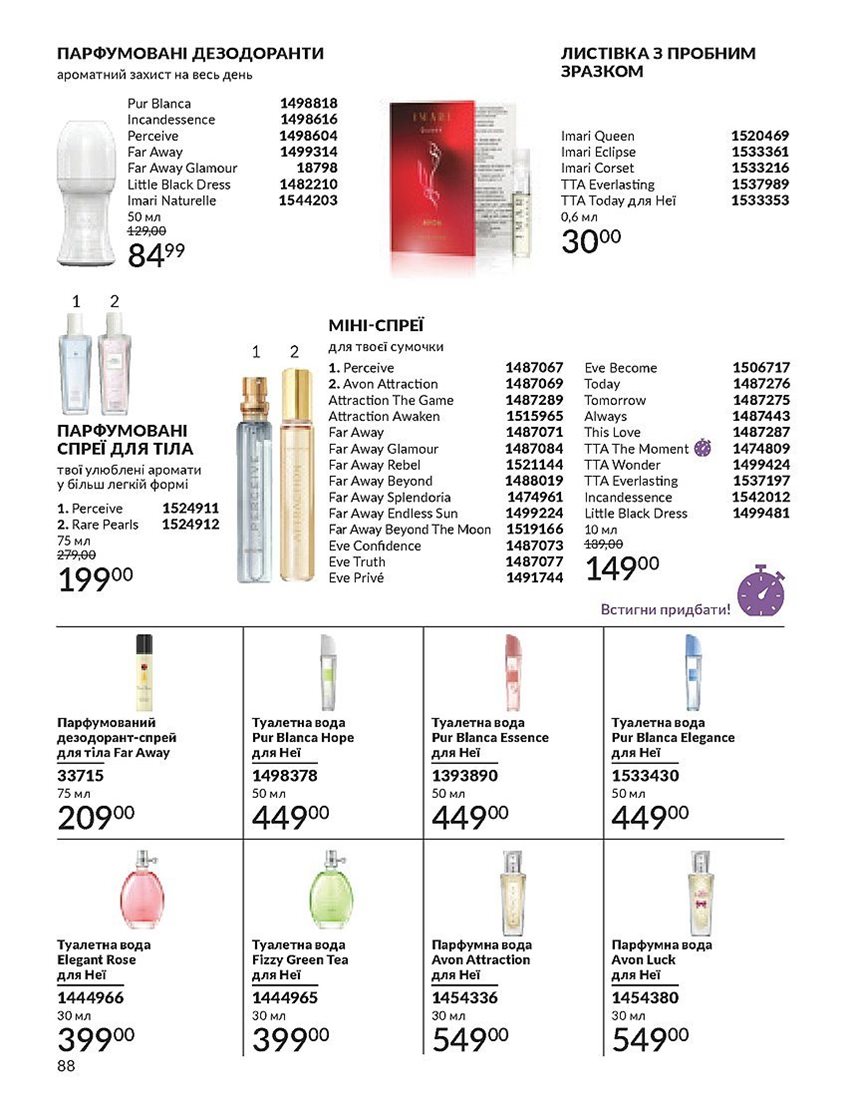 ПАРФУМОВАНІ ДЕЗОДОРАНТИ
ароматний захист на весь день
Pur Blanca 1498818
Incandessence 1498616
Perceive 1498604
Far Away 1499314
Far Away Glamour 18798
Little Black Dress 1482210
Imari Naturelle 1544203
50 мл
129,00
84 99
ЛИСТІВКА З ПРОБНИМ
ЗРАЗКОМ
IMARI
AVON
IMARI
Imari Queen 1520469
Imari Eclipse 1533361
Imari Corset 1533216
TTA Everlasting 1537989
TTA Today для Неї 1533353
0,6 мл
30 00
1 2
ПАРФУМОВАНІ
СПРЕЇ ДЛЯ ТІЛА
твої улюблені аромати
у більш легкій формі
1. Perceive 1524911
2. Rare Pearls 1524912
75 мл
279,00
199 00
1 2
PERCEIVE
ATTRACTION
МІНІ-СПРЕЇ
для твоєї сумочки
1. Perceive 1487067
2. Avon Attraction 1487069
Attraction The Game 1487289
Attraction Awaken 1515965
Far Away 1487071
Far Away Glamour 1487084
Far Away Rebel 1521144
Far Away Beyond 1488019
Far Away Splendoria 1474961
Far Away Endless Sun 1499224
Far Away Beyond The Moon 1519166
Eve Confidence 1487073
Eve Truth 1487077
Eve Privé 1491744
Eve Become 1506717
Today 1487276
Tomorrow 1487275
Always 1487443
This Love 1487287
TTA The Moment 1474809
TTA Wonder 1499424
TTA Everlasting 1537197
Incandessence 1542012
Little Black Dress 1499481
10 мл
189,00
149 00
Встигни придбати!
Парфумований
дезодорант-спрей
для тіла Far Away
33715
75 мл
209 00
Туалетна вода
Pur Blanca Hope
для Неї
1498378
50 мл
449 00
Туалетна вода
Pur Blanca Essence
для Неї
1393890
50 мл
449 00
Туалетна вода
Pur Blanca Elegance
для Неї
1533430
50 мл
449 00
Туалетна вода
Elegant Rose
для Неї
1444966
30 мл
399 00
Туалетна вода
Fizzy Green Tea
для Неї
1444965
30 мл
399 00
Парфумна вода
Avon Attraction
для Неї
1454336
30 мл
549 00
Парфумна вода
Avon Luck
для Неї
1454380
30 мл
549 00
88